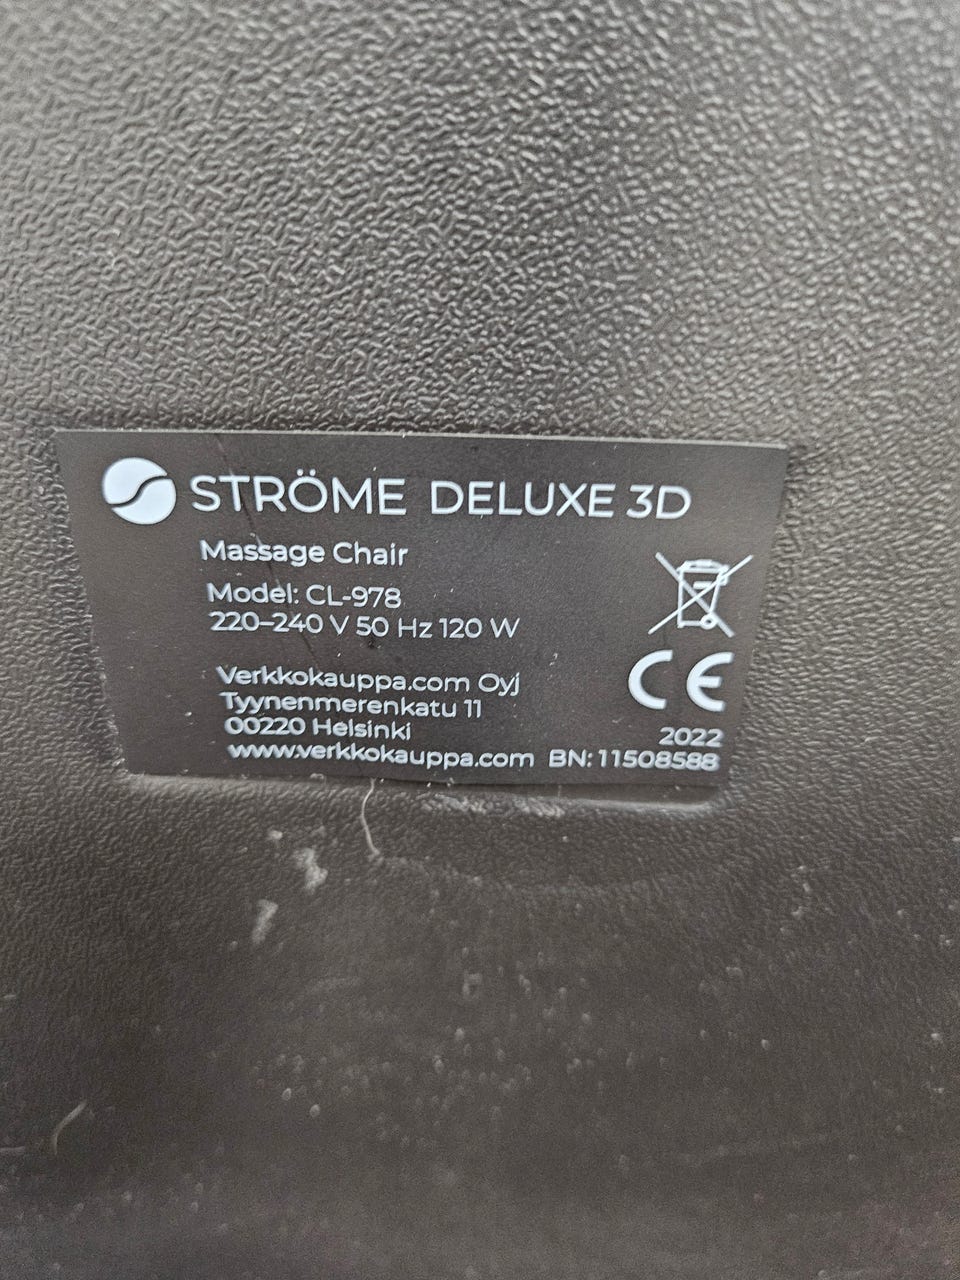 STRÖME DELUXE 3D
Massage Chair
Model: CL-978
220–240 V 50 Hz 120 W
Verkkokauppa.com Oyj
Tyynenmerenkatu 11
00220 Helsinki
www.verkkokauppa.com
CE
2022
BN: 11508588